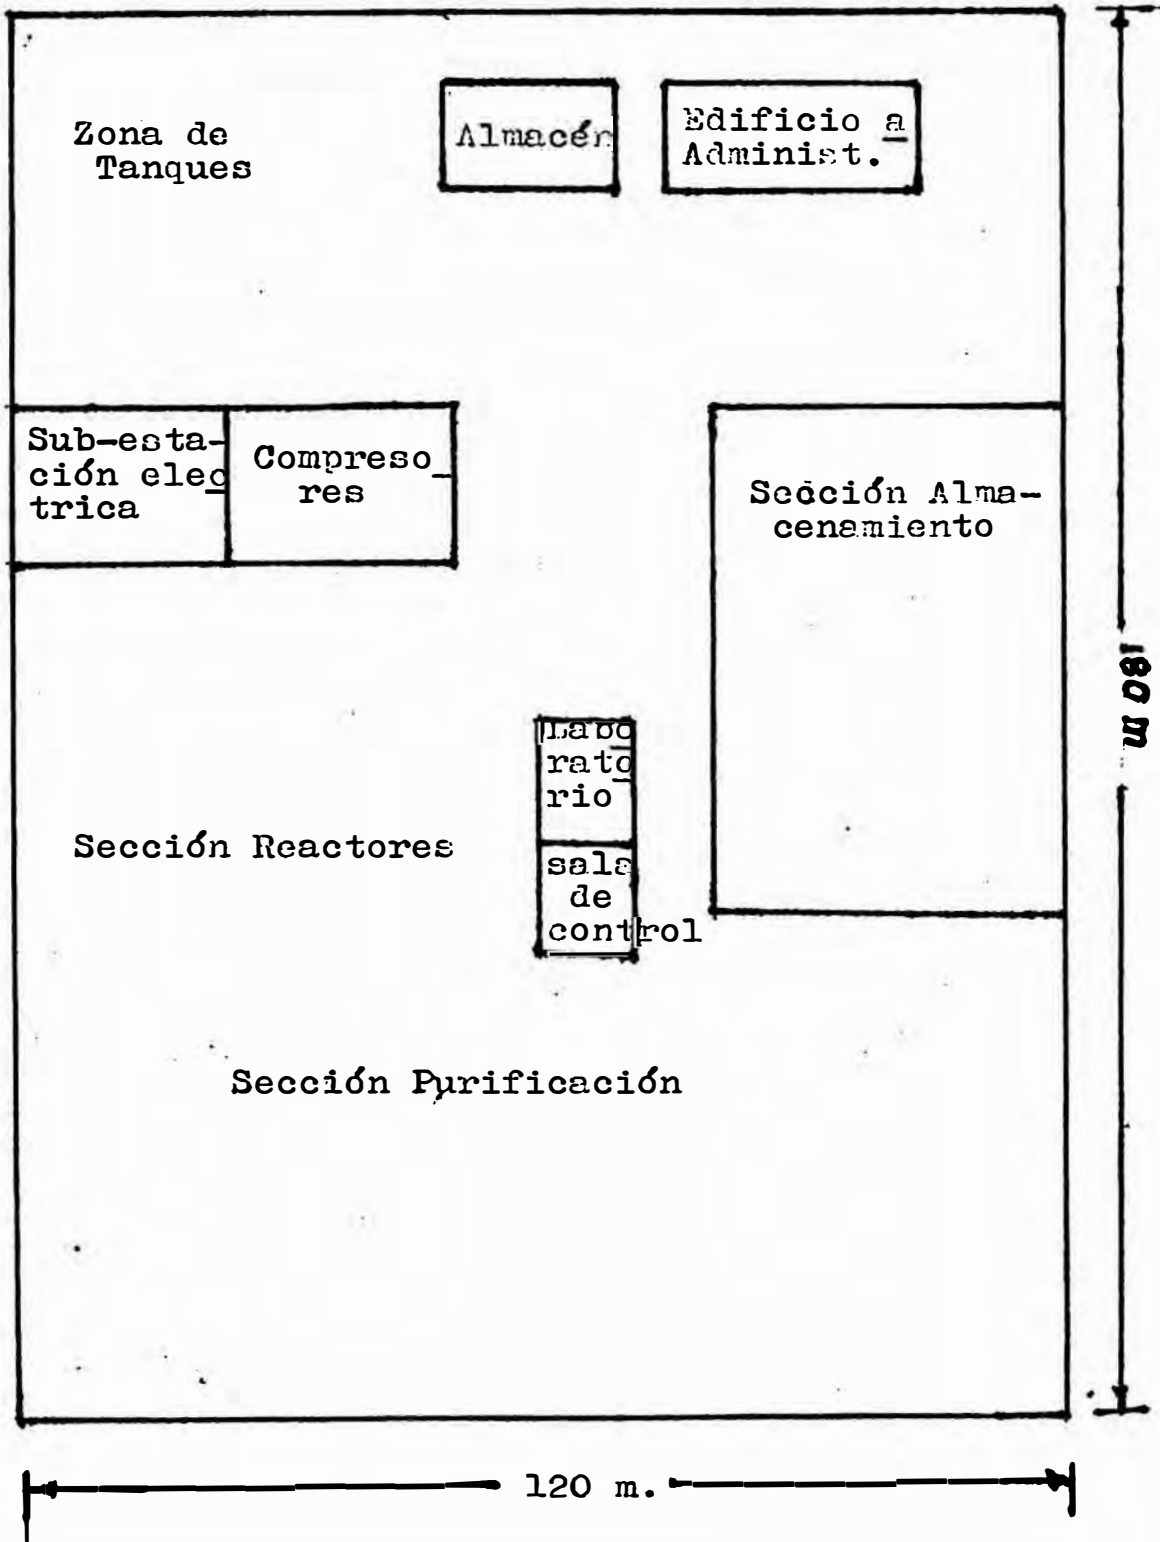 Zona de
Tanques
Almacén
Edificio a
Administ.
Sub-esta-
ción elec
trica
Compreso
res
Sección Alma-
cenamiento
Labo
rato
rio
sala
de
control
Sección Reactores
Sección Purificación
180 m
120 m.